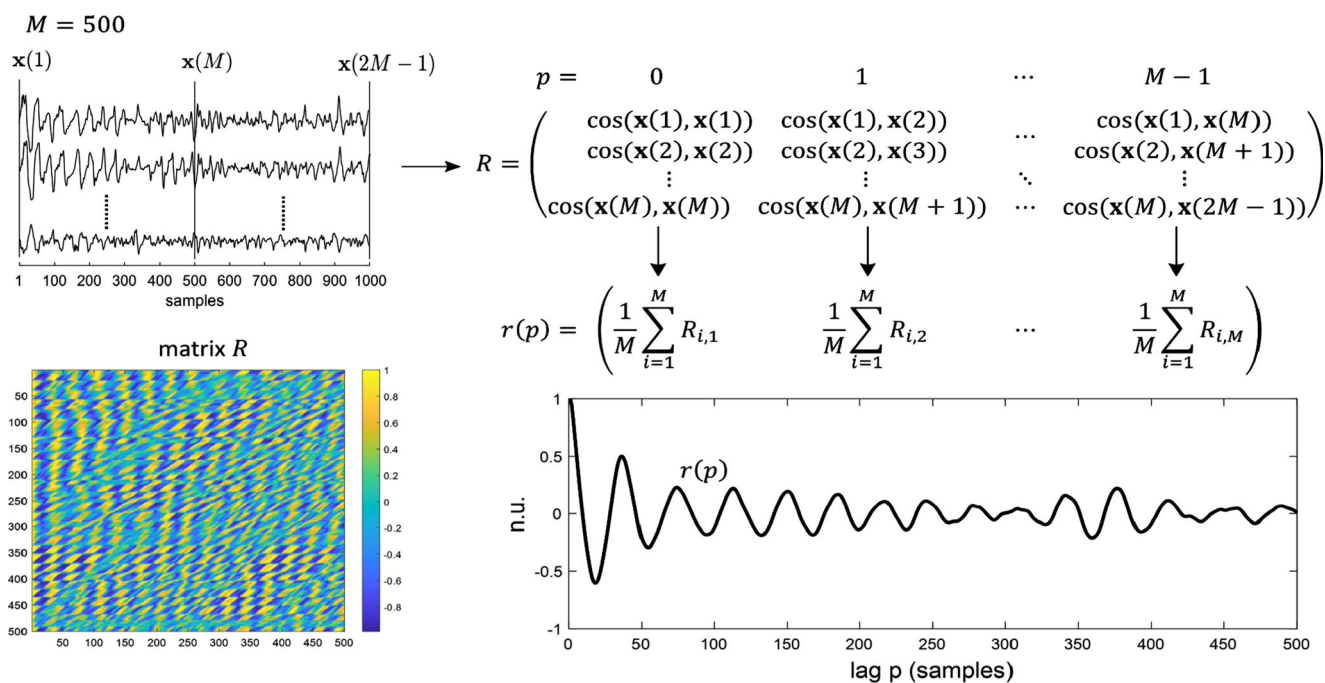 M = 500
x(1) x(M) x(2M − 1)
1 100 200 300 400 500 600 700 800 900 1000
samples
p = 0 1 ⋯ M − 1
cos(x(1), x(1)) cos(x(1), x(2)) ⋯ cos(x(1), x(M))
R = cos(x(2), x(2)) cos(x(2), x(3)) cos(x(2), x(M + 1))
⋮ ⋮ ⋱ ⋮
cos(x(M), x(M)) cos(x(M), x(M + 1)) ⋯ cos(x(M), x(2M − 1))
r(p) = ( 1/M ∑_{i=1}^{M} R_{i,1} 1/M ∑_{i=1}^{M} R_{i,2} ⋯ 1/M ∑_{i=1}^{M} R_{i,M} )
matrix R
50
100
150
200
250
300
350
400
450
500
50 100 150 200 250 300 350 400 450 500
1
0.8
0.6
0.4
0.2
0
-0.2
-0.4
-0.6
-0.8
n.u.
1
0.5
0
-0.5
-1
r(p)
0 50 100 150 200 250 300 350 400 450 500
lag p (samples)